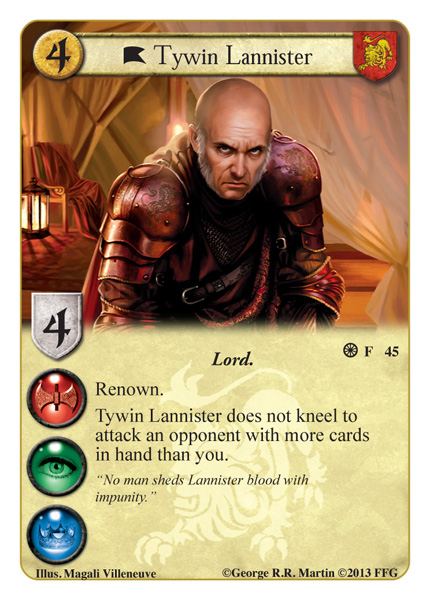 4 Tywin Lannister
4
Lord.
F 45
Renown.
Tywin Lannister does not kneel to
attack an opponent with more cards
in hand than you.
“No man sheds Lannister blood with
impunity.”
Illus. Magali Villeneuve ©George R.R. Martin ©2013 FFG